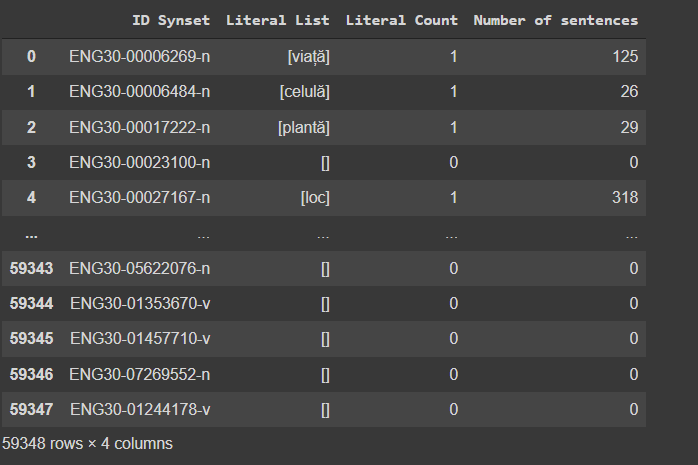 ID Synset Literal List Literal Count Number of sentences
0 ENG30-00006269-n [viață] 1 125
1 ENG30-00006484-n [celulă] 1 26
2 ENG30-00017222-n [plantă] 1 29
3 ENG30-00023100-n [] 0 0
4 ENG30-00027167-n [loc] 1 318
... ... ... ... ...
59343 ENG30-05622076-n [] 0 0
59344 ENG30-01353670-v [] 0 0
59345 ENG30-01457710-v [] 0 0
59346 ENG30-07269552-n [] 0 0
59347 ENG30-01244178-v [] 0 0
59348 rows × 4 columns